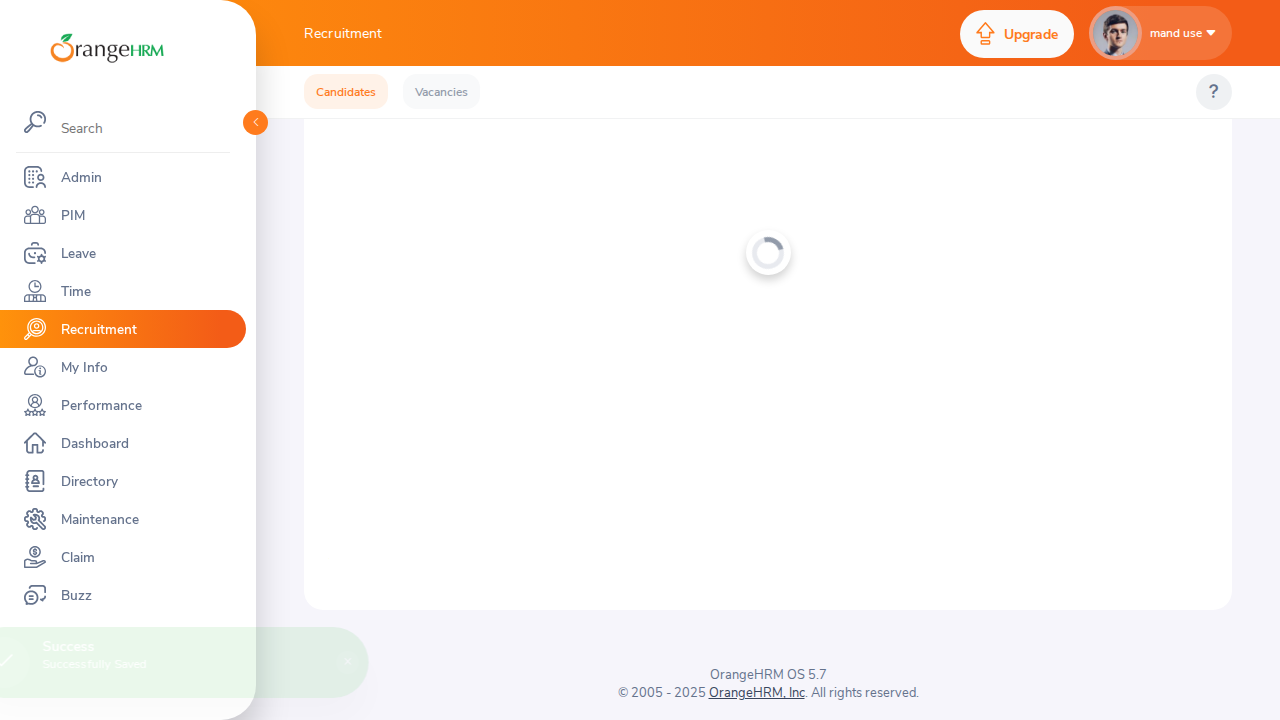 OrangeHRM
Search
Admin
PIM
Leave
Time
Recruitment
My Info
Performance
Dashboard
Directory
Maintenance
Claim
Buzz
Recruitment
Upgrade
mand use
Candidates
Vacancies
?
Success
Successfully Saved
OrangeHRM OS 5.7
© 2005 - 2025 OrangeHRM, Inc. All rights reserved.